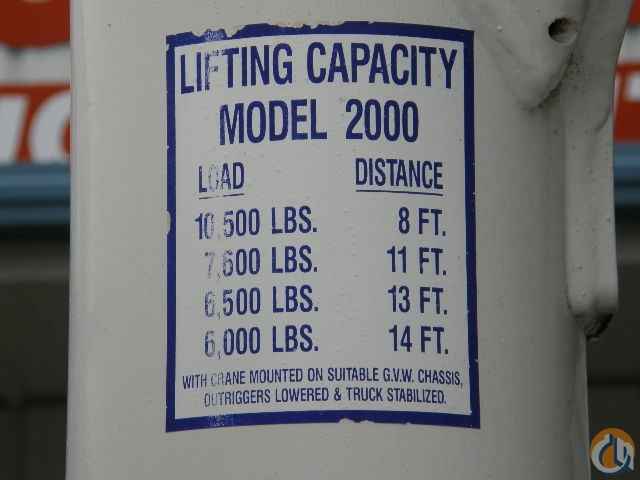 LIFTING CAPACITY
MODEL 2000
LOAD DISTANCE
10,500 LBS. 8 FT.
7,600 LBS. 11 FT.
6,500 LBS. 13 FT.
6,000 LBS. 14 FT.
WITH CRANE MOUNTED ON SUITABLE G.V.W. CHASSIS,
OUTRIGGERS LOWERED & TRUCK STABILIZED.